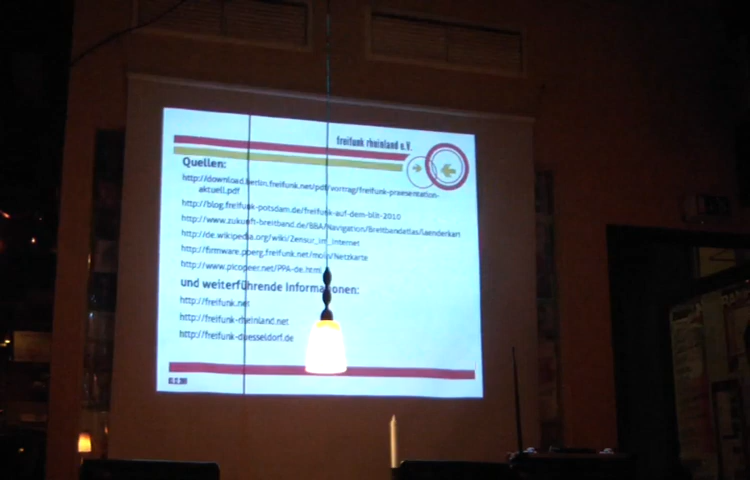 freifunk rheinland e.V.
Quellen:
http://download.berlin.freifunk.net/pdf/vortrag/freifunk-praesentation-
aktuell.pdf
http://blog.freifunk-potsdam.de/freifunk-auf-dem-blit-2010
http://www.zukunft-breitband.de/BBA/Navigation/Breitbandatlas/laenderkart
http://de.wikipedia.org/wiki/Zensur_im_Internet
http://firmware.pberg.freifunk.net/moin/Netzkarte
http://www.picopeer.net/PPA-de.html
und weiterführende Informationen:
http://freifunk.net
http://freifunk-rheinland.net
http://freifunk-duesseldorf.de